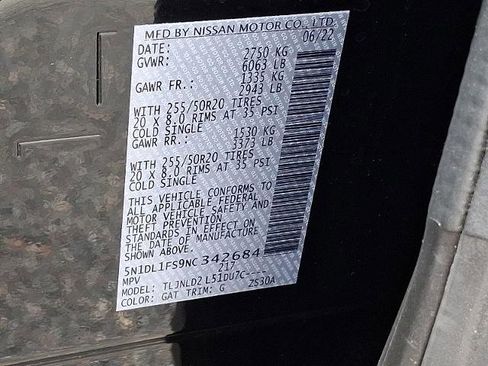 MFD BY NISSAN MOTOR CO., LTD.
DATE: 06/22
GVWR: 2750 KG
6063 LB
GAWR FR.: 1335 KG
2943 LB
WITH 255/50R20 TIRES
20 X 8.0 RIMS AT 35 PSI
COLD SINGLE
GAWR RR.: 1530 KG
3373 LB
WITH 255/50R20 TIRES
20 X 8.0 RIMS AT 35 PSI
COLD SINGLE
THIS VEHICLE CONFORMS TO
ALL APPLICABLE FEDERAL
MOTOR VEHICLE SAFETY AND
THEFT PREVENTION
STANDARDS IN EFFECT ON
THE DATE OF MANUFACTURE
SHOWN ABOVE.
5N1DL1FS9NC342684
MPV 217
MODEL: TLJNLD2 L51DU7C----
COLOR: GAT TRIM: G ZS30A